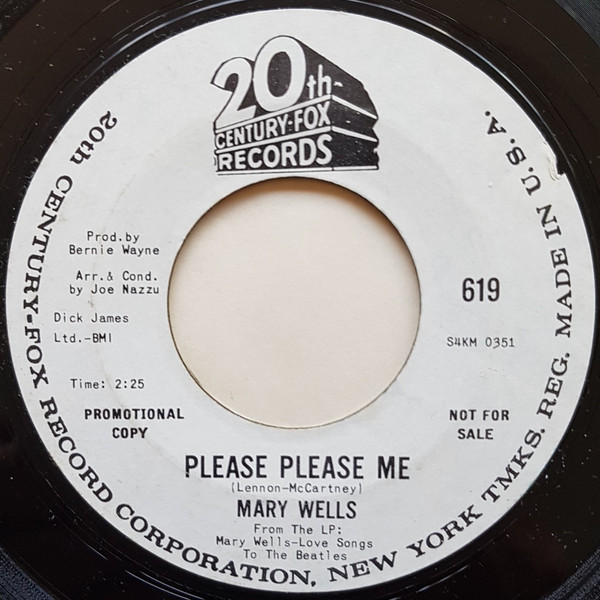 20th-
CENTURY-FOX
RECORDS
20th CENTURY-FOX RECORD CORPORATION, NEW YORK TMKS. REG. MADE IN U.S.A.
Prod.by
Bernie Wayne
Arr.& Cond.
by Joe Nazzu
Dick James
Ltd.-BMI
Time: 2:25
PROMOTIONAL
COPY
619
S4KM 0351
NOT FOR
SALE
PLEASE PLEASE ME
(Lennon-McCartney)
MARY WELLS
From The LP:
Mary Wells-Love Songs
To The Beatles